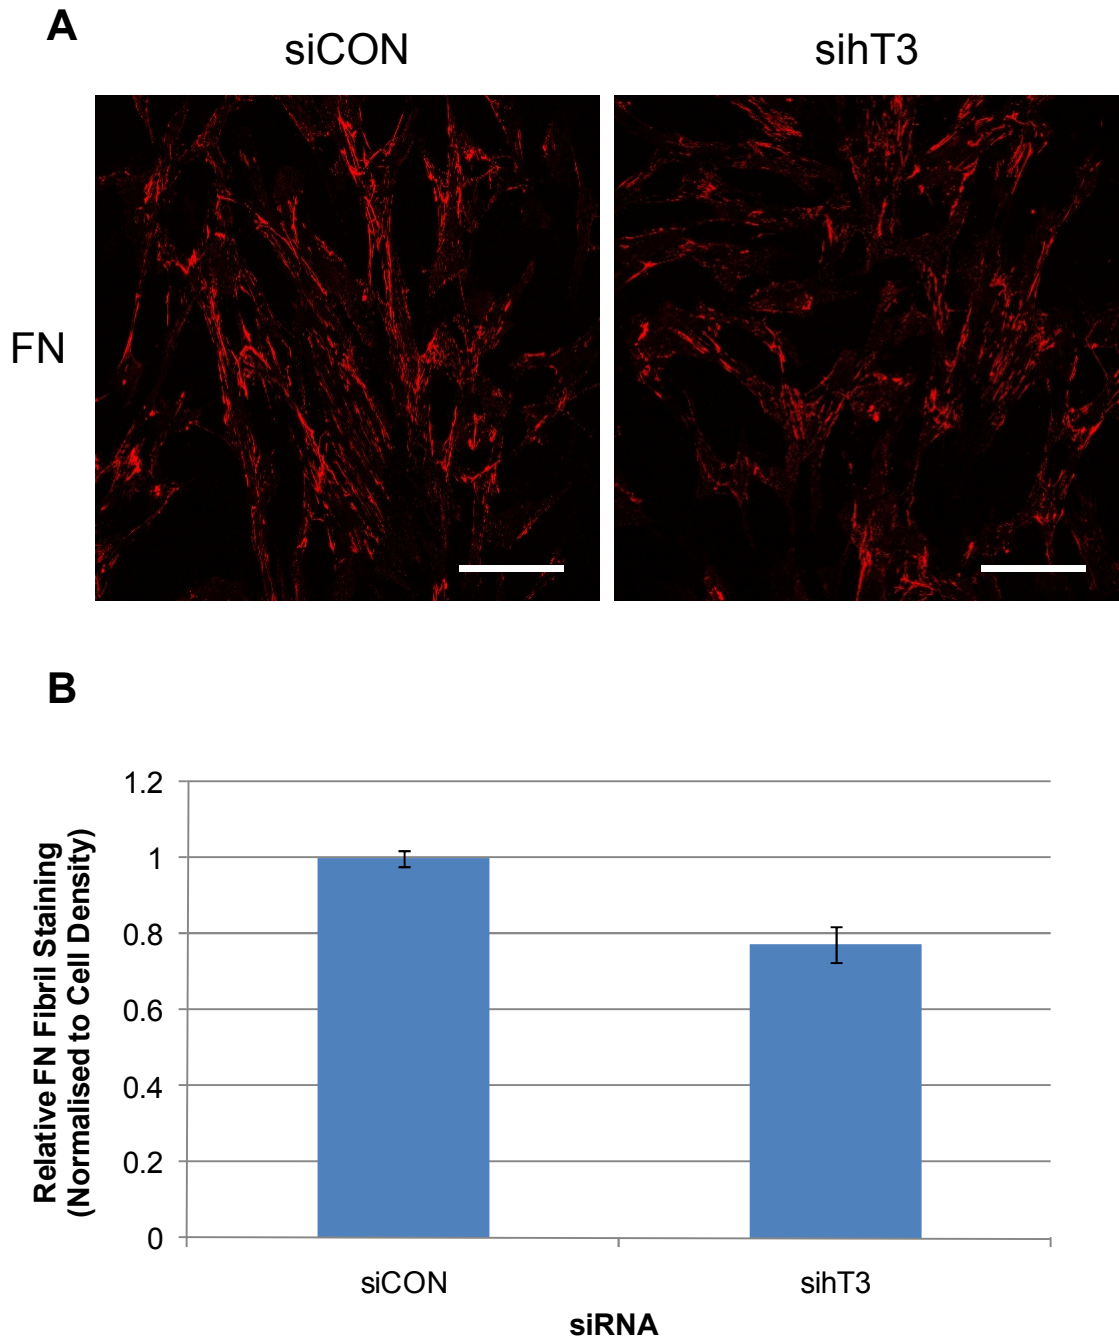 A
siCON
sihT3
FN
B
Relative FN Fibril Staining
(Normalised to Cell Density)
1.2
1
0.8
0.6
0.4
0.2
0
siCON
sihT3
siRNA